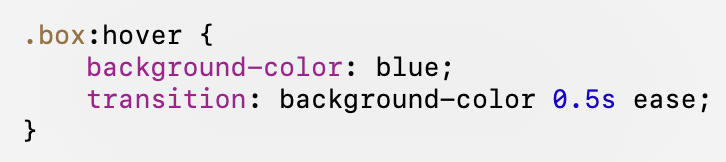 .box:hover {
    background-color: blue;
    transition: background-color 0.5s ease;
}